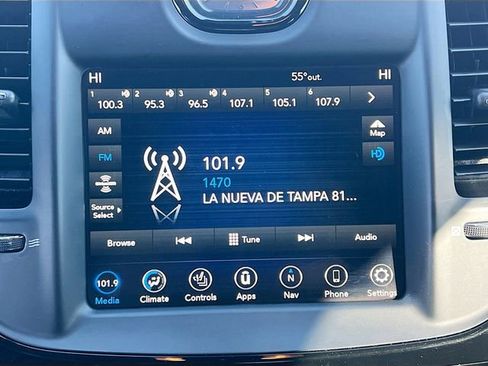 HI 55° out. HI
1 2 3 4 5 6
100.3 95.3 96.5 107.1 105.1 107.9 >
AM
Map
101.9
FM
HD
1470
LA NUEVA DE TAMPA 81...
Source
Select
Browse Tune Audio
101.9 N
Media Climate Controls Apps Nav Phone Settings